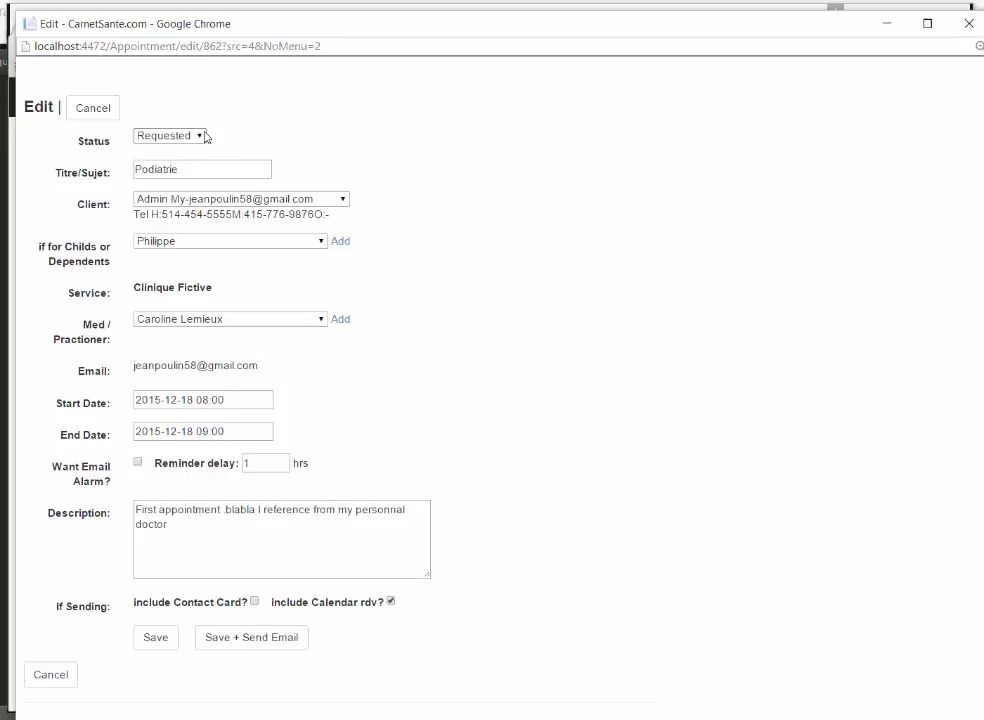 Edit - CarnetSante.com - Google Chrome
localhost:4472/Appointment/edit/862?src=4&NoMenu=2
Edit | Cancel
Status Requested
Titre/Sujet: Podiatrie
Client: Admin My-jeanpoulin58@gmail.com
Tel H:514-454-5555M:415-776-9876O:-
if for Childs or Dependents Philippe Add
Service: Clinique Fictive
Med / Practioner: Caroline Lemieux Add
Email: jeanpoulin58@gmail.com
Start Date: 2015-12-18 08:00
End Date: 2015-12-18 09:00
Want Email Alarm? Reminder delay: 1 hrs
Description: First appointment .blabla I reference from my personnal
doctor
If Sending: include Contact Card? include Calendar rdv?
Save Save + Send Email
Cancel